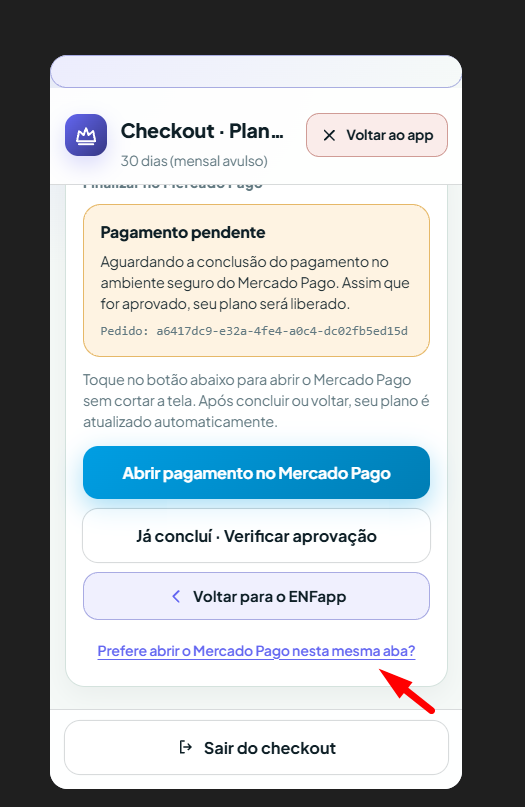 Checkout · Plan…
30 dias (mensal avulso)
Voltar ao app
Finalizar no Mercado Pago
Pagamento pendente
Aguardando a conclusão do pagamento no
ambiente seguro do Mercado Pago. Assim que
for aprovado, seu plano será liberado.
Pedido: a6417dc9-e32a-4fe4-a0c4-dc02fb5ed15d
Toque no botão abaixo para abrir o Mercado Pago
sem cortar a tela. Após concluir ou voltar, seu plano é
atualizado automaticamente.
Abrir pagamento no Mercado Pago
Já concluí · Verificar aprovação
Voltar para o ENFapp
Prefere abrir o Mercado Pago nesta mesma aba?
Sair do checkout